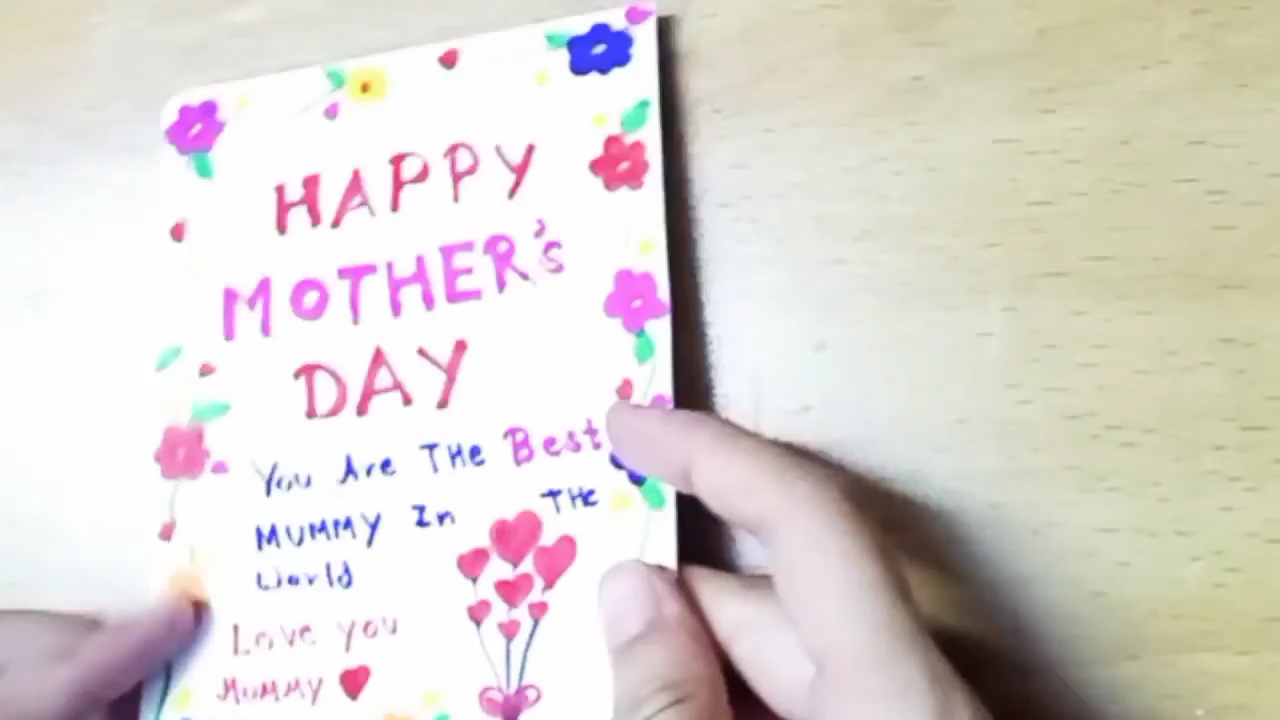 HAPPY
MOTHER's
DAY
You Are THe Best
MUMMY In THe
World
Love you
Mummy